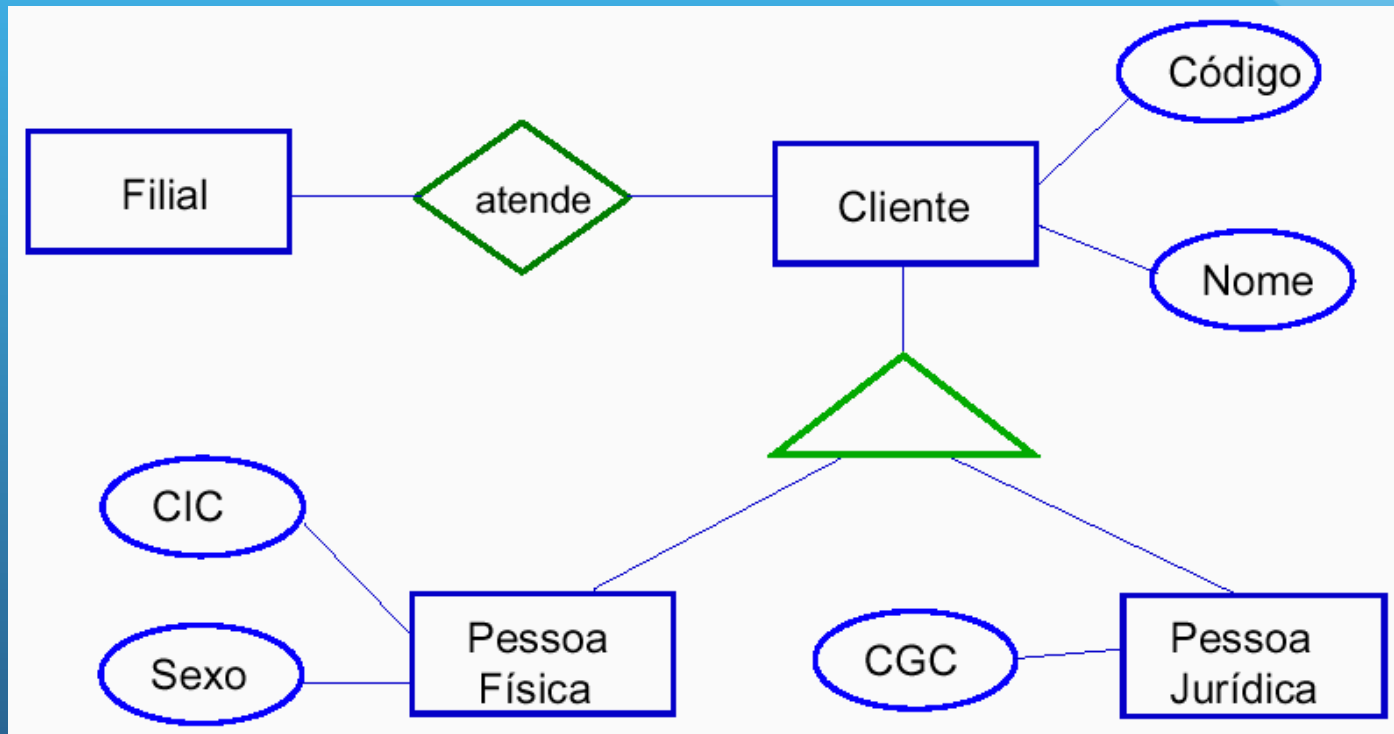 Código
Filial
atende
Cliente
Nome
CIC
Sexo
Pessoa
Física
CGC
Pessoa
Jurídica